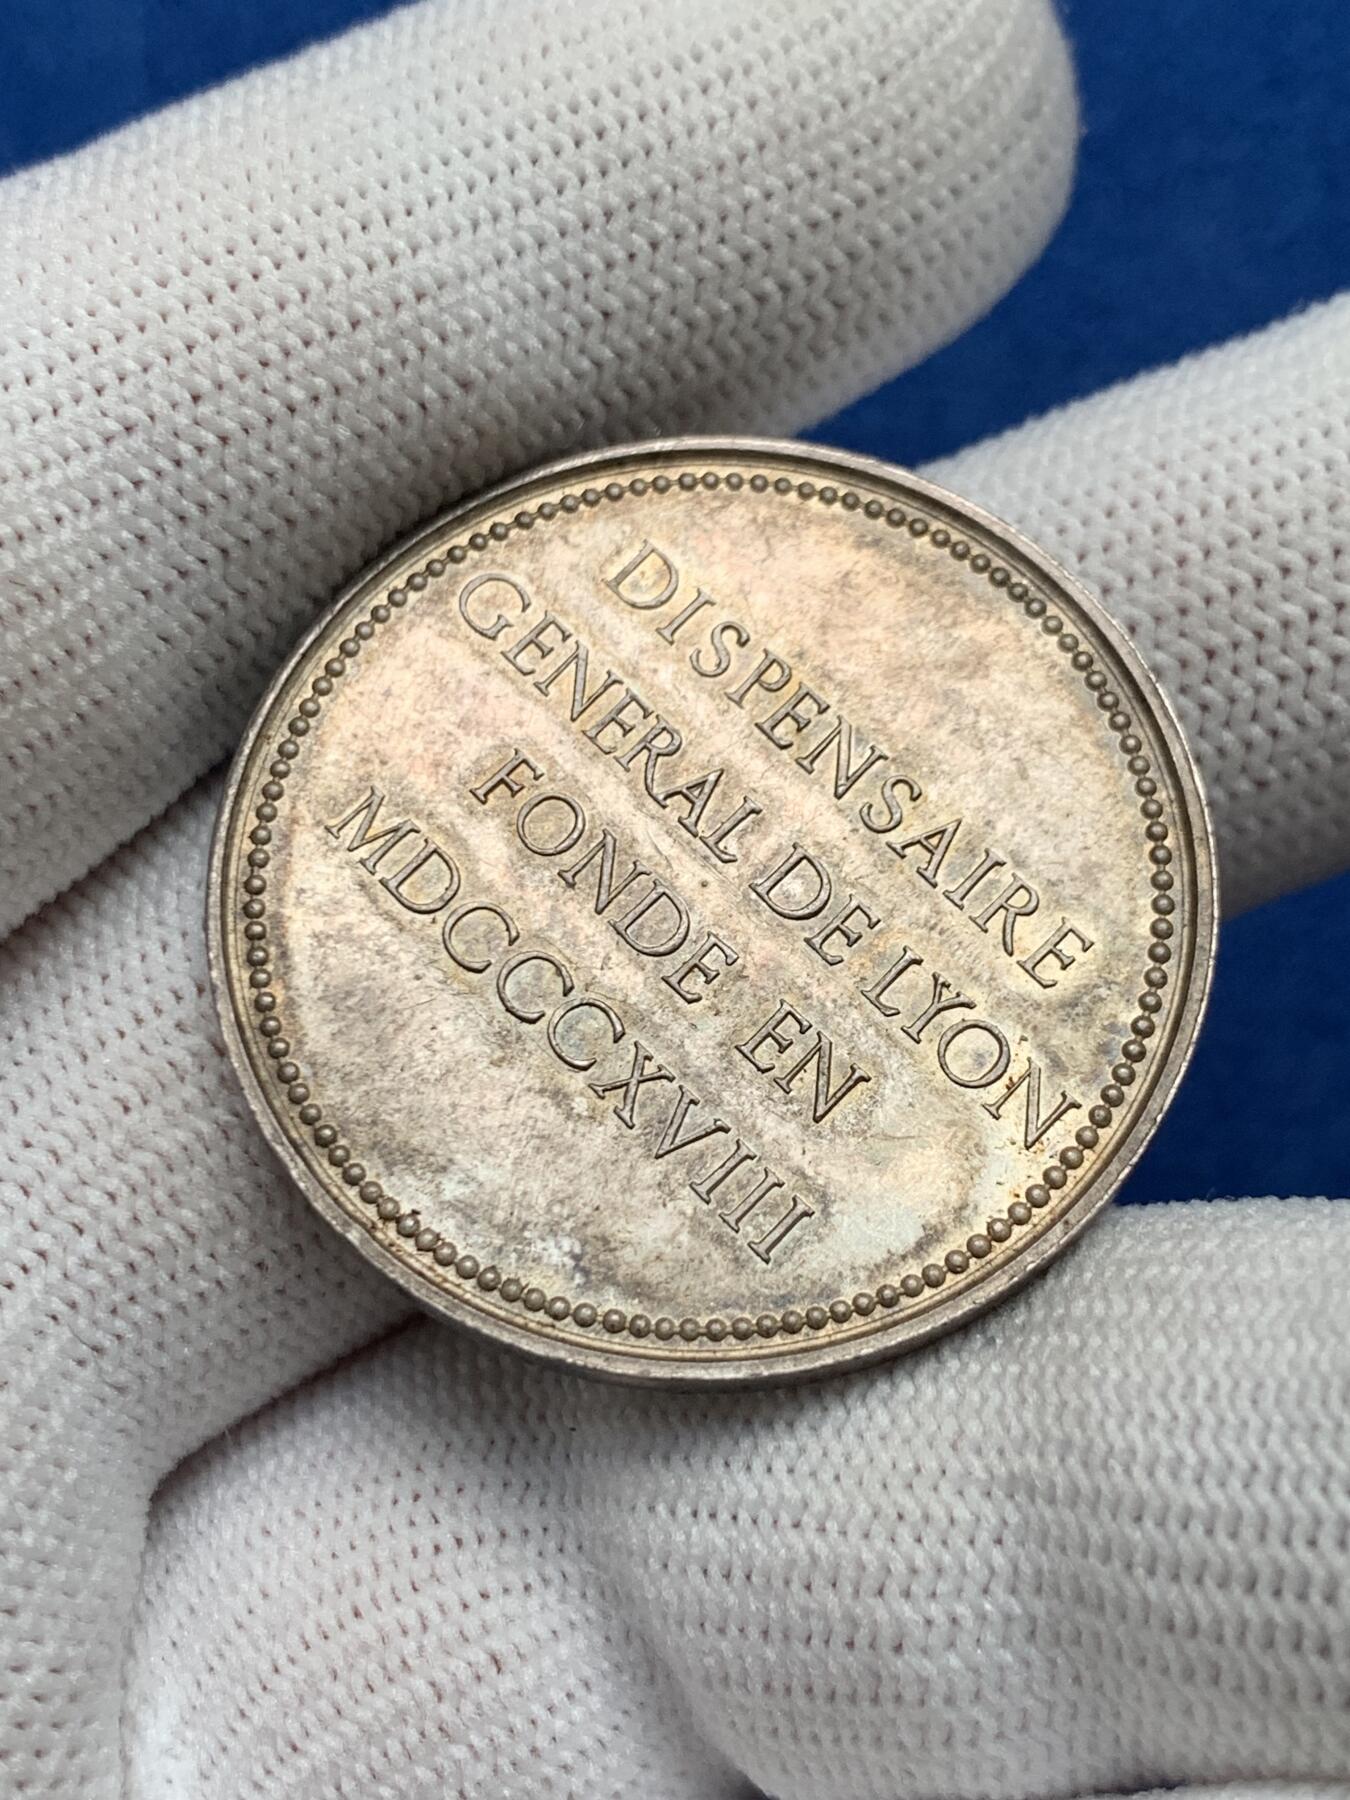 DISPENSAIRE
GENERAL DE LYON
FONDE EN
MDCCCXVIII